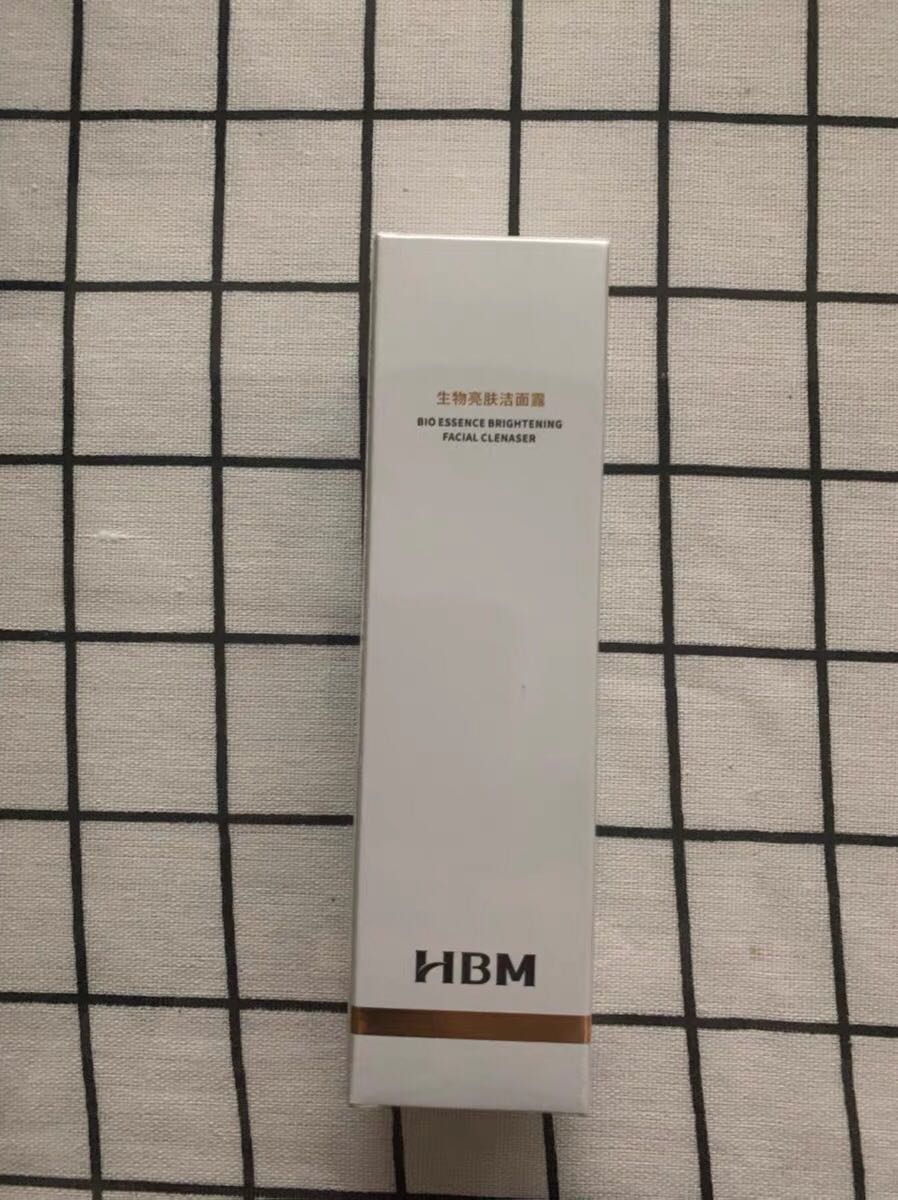 生物亮肤洁面露
BIO ESSENCE BRIGHTENING
FACIAL CLENASER
HBM